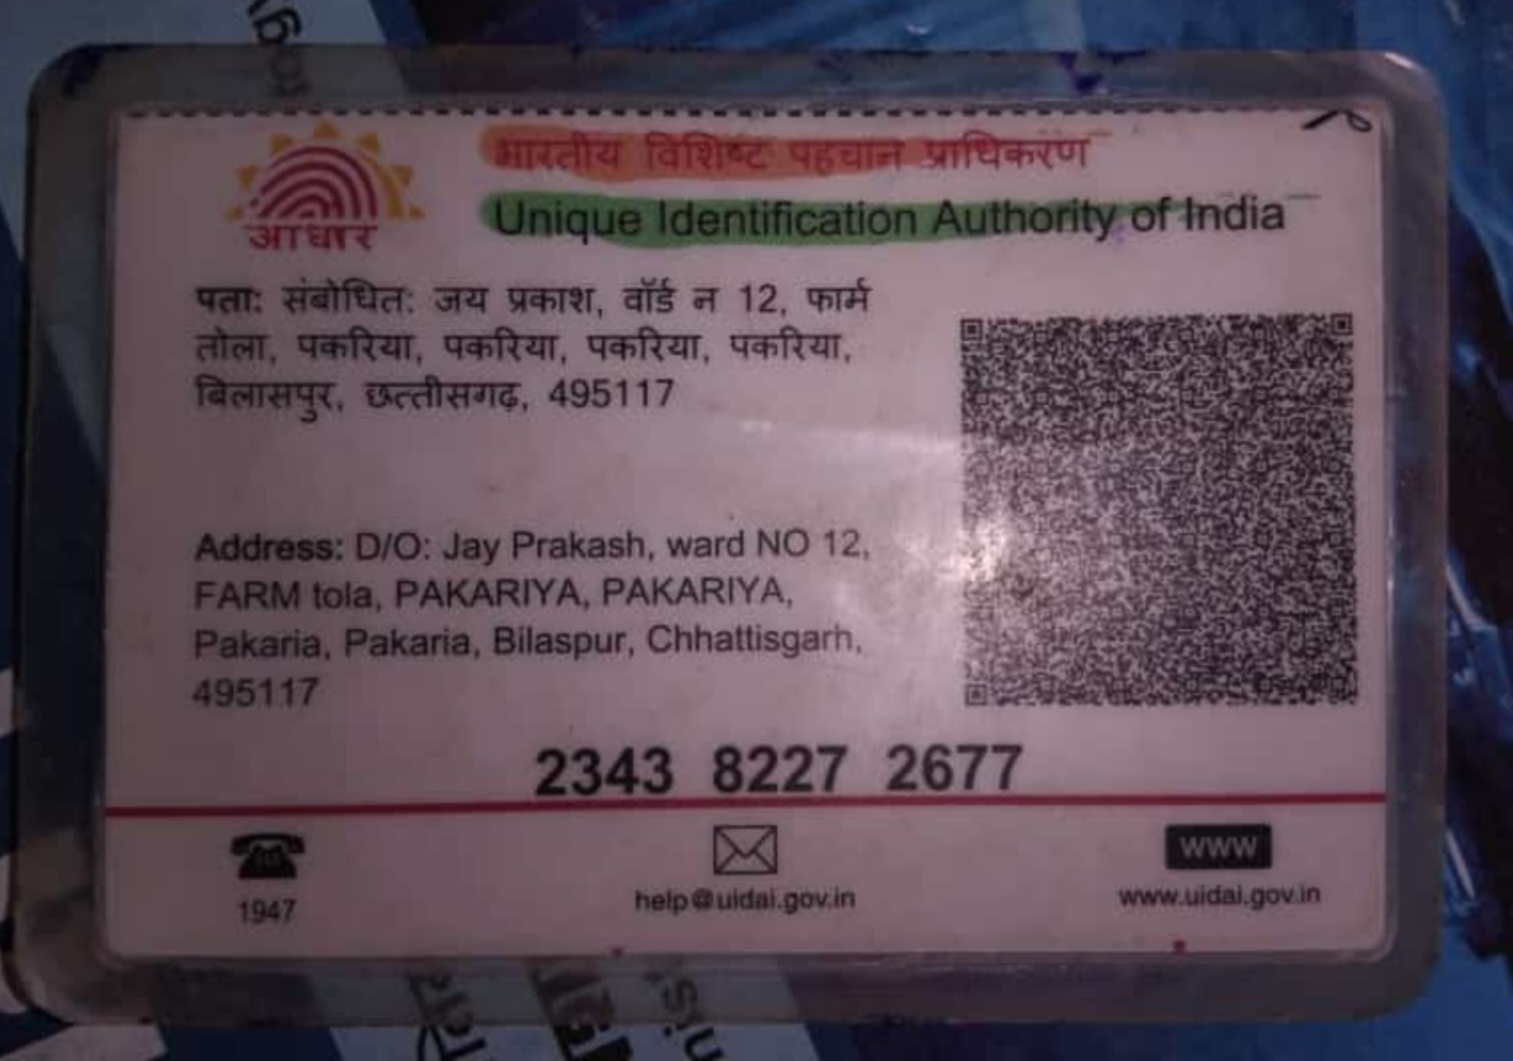 भारतीय विशिष्ट पहचान प्राधिकरण
Unique Identification Authority of India
आधार
पता: संबोधित: जय प्रकाश, वॉर्ड न 12, फार्म
तोला, पकरिया, पकरिया, पकरिया, पकरिया,
बिलासपुर, छत्तीसगढ़, 495117
Address: D/O: Jay Prakash, ward NO 12,
FARM tola, PAKARIYA, PAKARIYA,
Pakaria, Pakaria, Bilaspur, Chhattisgarh,
495117
2343 8227 2677
1947
help@uidai.gov.in
www
www.uidai.gov.in